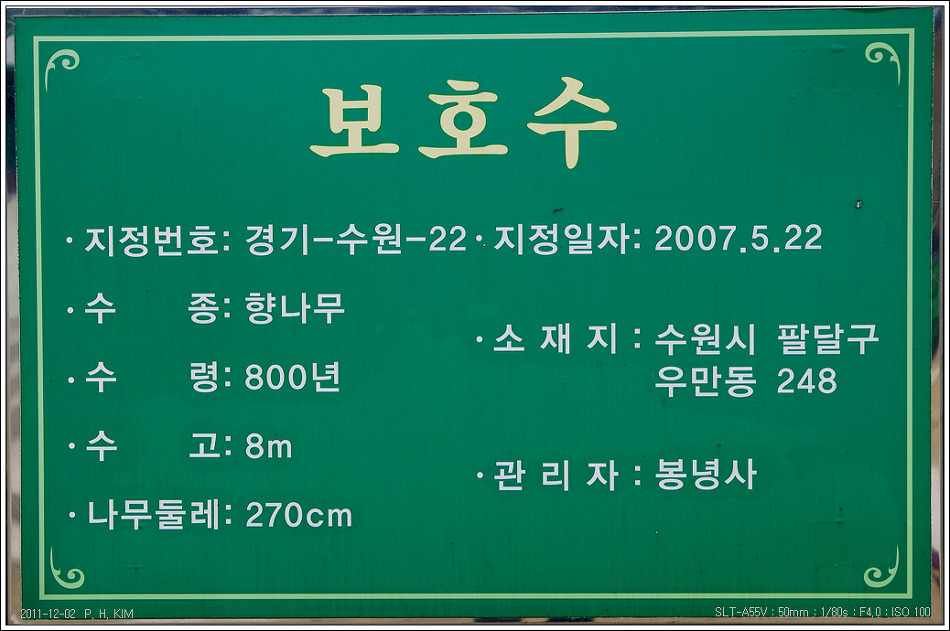 보호수
·지정번호: 경기-수원-22
·수 종: 향나무
·수 령: 800년
·수 고: 8m
·나무둘레: 270cm
·지정일자: 2007.5.22
·소 재 지 : 수원시 팔달구
우만동 248
·관 리 자 : 봉녕사
2011-12-02 P, H, KIM
SLT-A55V : 50mm : 1/80s : F4,0 : ISO 100